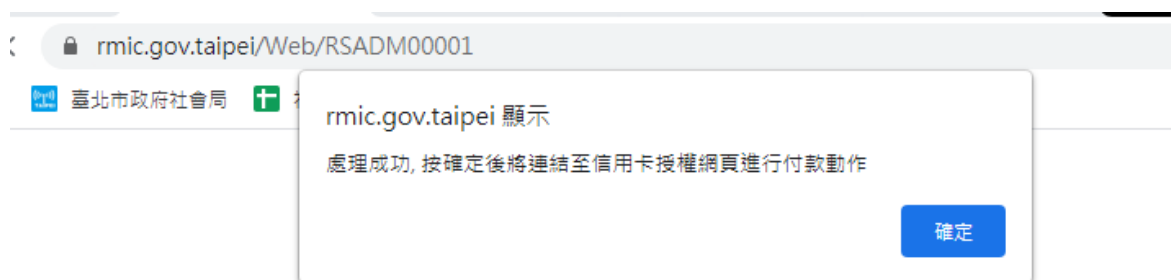 rmic.gov.taipei/Web/RSADM00001
臺北市政府社會局
rmic.gov.taipei 顯示
處理成功, 按確定後將連結至信用卡授權網頁進行付款動作
確定